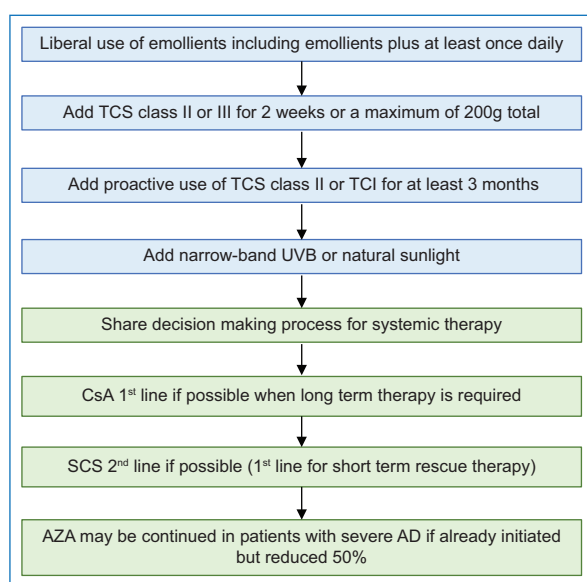 Liberal use of emollients including emollients plus at least once daily
Add TCS class II or III for 2 weeks or a maximum of 200g total
Add proactive use of TCS class II or TCI for at least 3 months
Add narrow-band UVB or natural sunlight
Share decision making process for systemic therapy
CsA 1st line if possible when long term therapy is required
SCS 2nd line if possible (1st line for short term rescue therapy)
AZA may be continued in patients with severe AD if already initiated
but reduced 50%